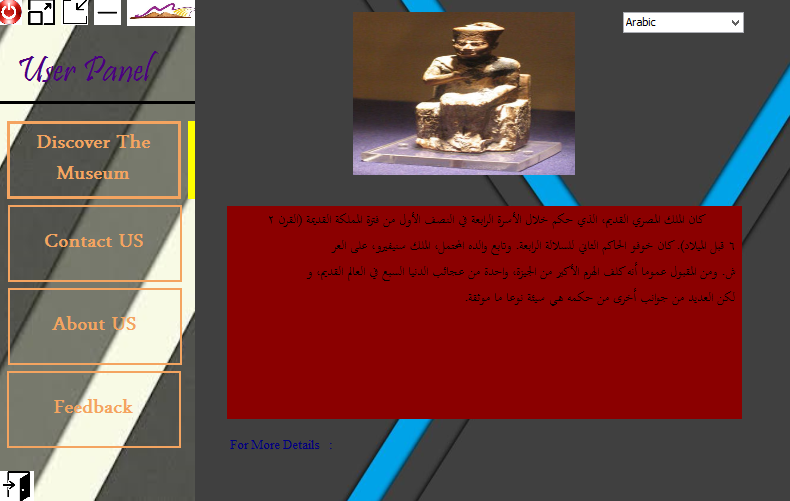 Arabic
User Panel
Discover The
Museum
Contact US
About US
Feedback
كان الملك المصري القديم، الذي حكم خلال الأسرة الرابعة في النصف الأول من فترة المملكة القديمة (القرن ٢
٦ قبل الميلاد). كان خوفو الحاكم الثاني للسلالة الرابعة. وتابع والده المحتمل، الملك سنيفيرو، على العر
ش. ومن المقبول عموما أنه كلف الهرم الأكبر من الجيزة، واحدة من عجائب الدنيا السبع في العالم القديم، و
لكن العديد من جوانب أخرى من حكمه هي سيئة نوعا ما موثقة.
For More Details :